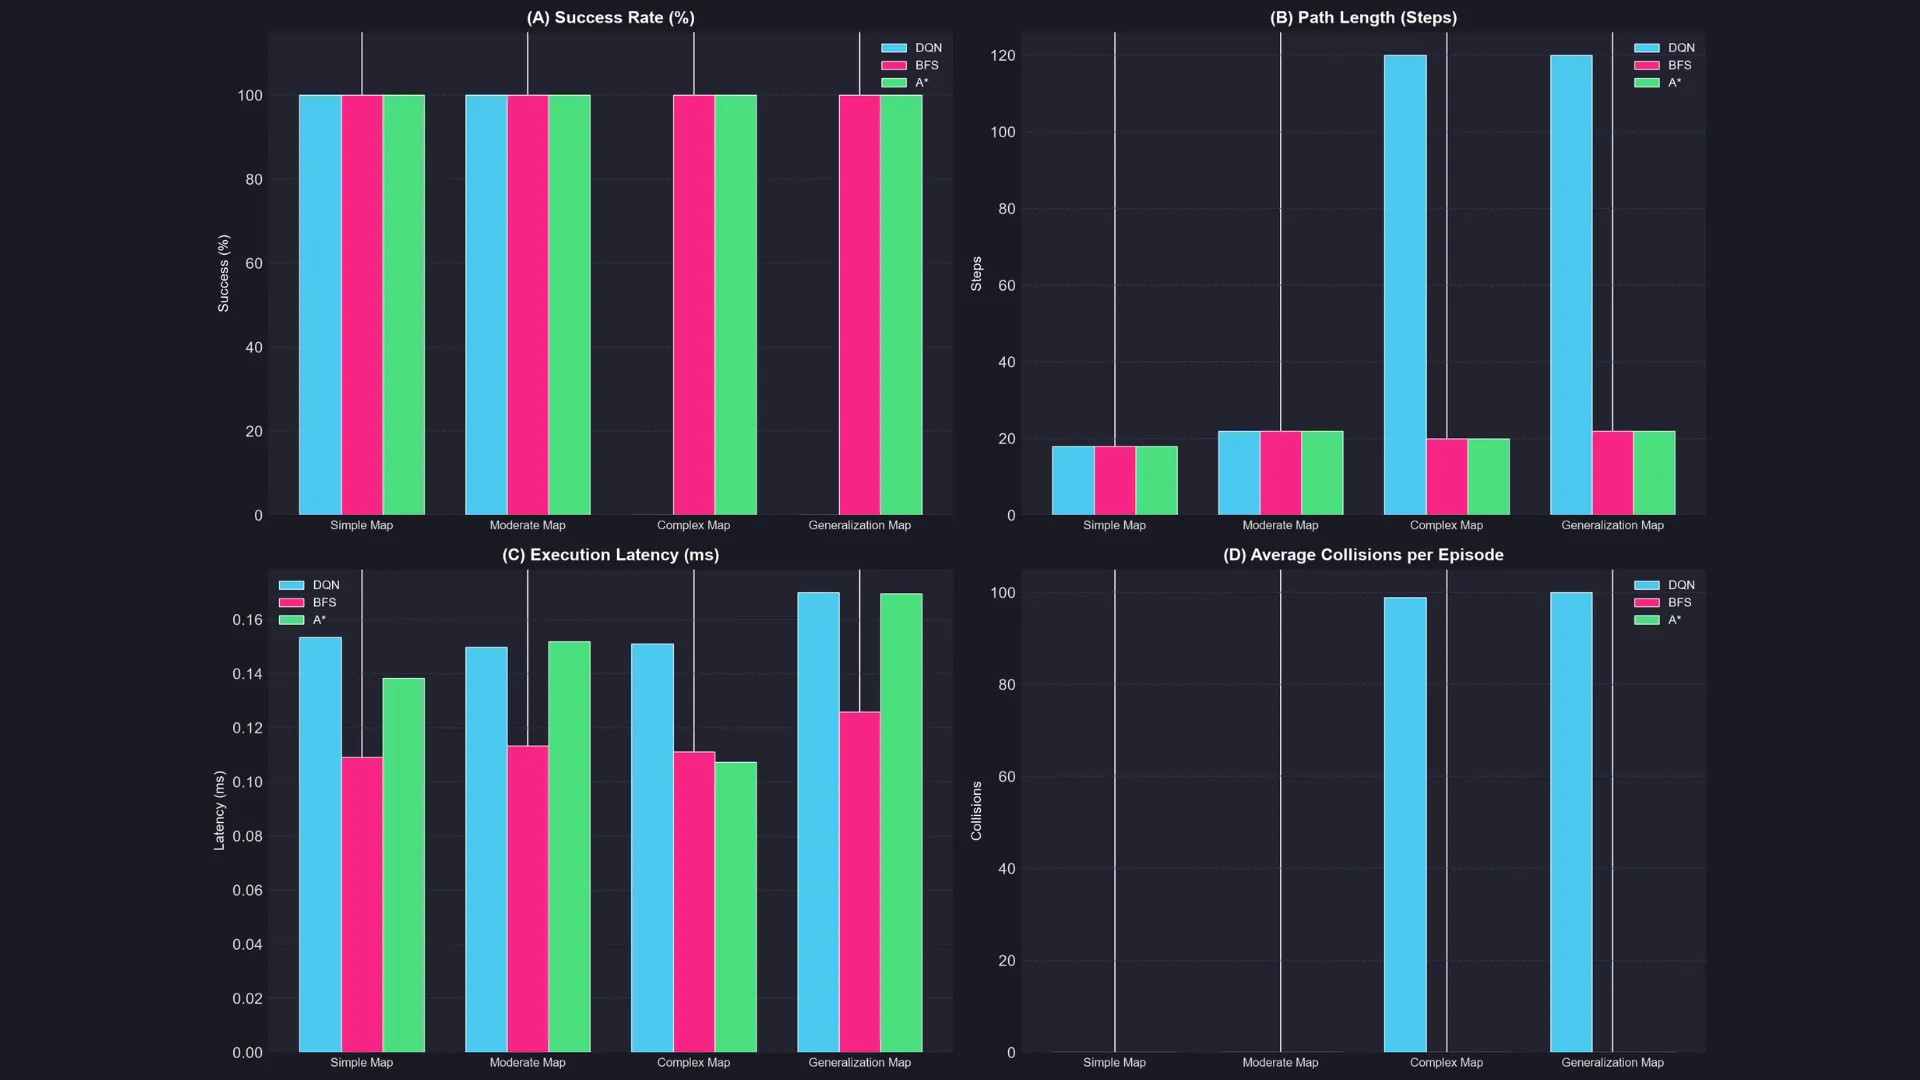 (A) Success Rate (%)
DQN
BFS
A*
100
80
60
40
20
0
Success (%)
Simple Map
Moderate Map
Complex Map
Generalization Map
(B) Path Length (Steps)
DQN
BFS
A*
120
100
80
60
40
20
0
Steps
Simple Map
Moderate Map
Complex Map
Generalization Map
(C) Execution Latency (ms)
DQN
BFS
A*
0.16
0.14
0.12
0.10
0.08
0.06
0.04
0.02
0.00
Latency (ms)
Simple Map
Moderate Map
Complex Map
Generalization Map
(D) Average Collisions per Episode
DQN
BFS
A*
100
80
60
40
20
0
Collisions
Simple Map
Moderate Map
Complex Map
Generalization Map